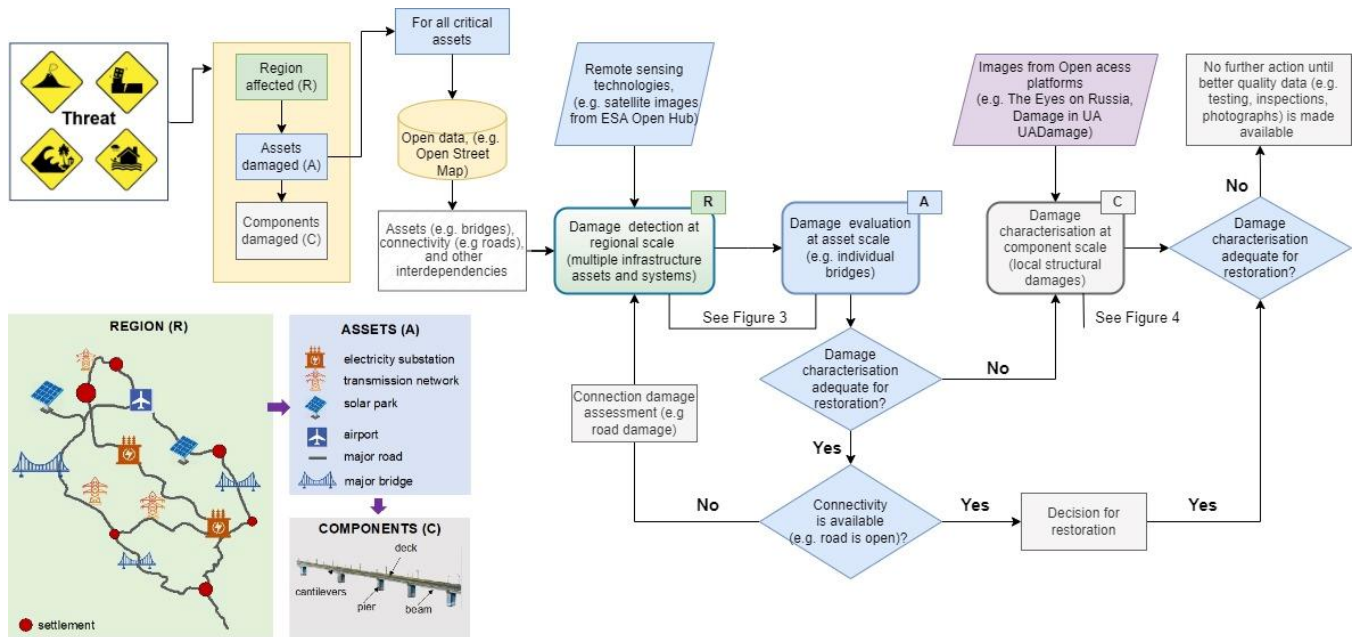 Threat
Region
affected (R)
Assets
damaged (A)
Components
damaged (C)
For all critical
assets
Open data, (e.g.
Open Street
Map)
Assets (e.g. bridges),
connectivity (e.g roads),
and other
interdependencies
Remote sensing
technologies,
(e.g. satellite images
from ESA Open Hub)
R
Damage detection at
regional scale
(multiple infrastructure
assets and systems)
A
Damage evaluation
at asset scale
(e.g. individual
bridges)
See Figure 3
Images from Open acess
platforms
(e.g. The Eyes on Russia,
Damage in UA
UADamage)
C
Damage
characterisation at
component scale
(local structural
damages)
See Figure 4
No further action until
better quality data (e.g.
testing, inspections,
photographs) is made
available
No
Damage
characterisation
adequate for
restoration?
Damage
characterisation
adequate for
restoration?
No
Yes
Connection damage
assessment (e.g
road damage)
No
Connectivity
is available
(e.g. road is open)?
Yes
Decision for
restoration
Yes
REGION (R)
settlement
ASSETS (A)
electricity substation
transmission network
solar park
airport
major road
major bridge
COMPONENTS (C)
deck
cantilevers
pier
beam